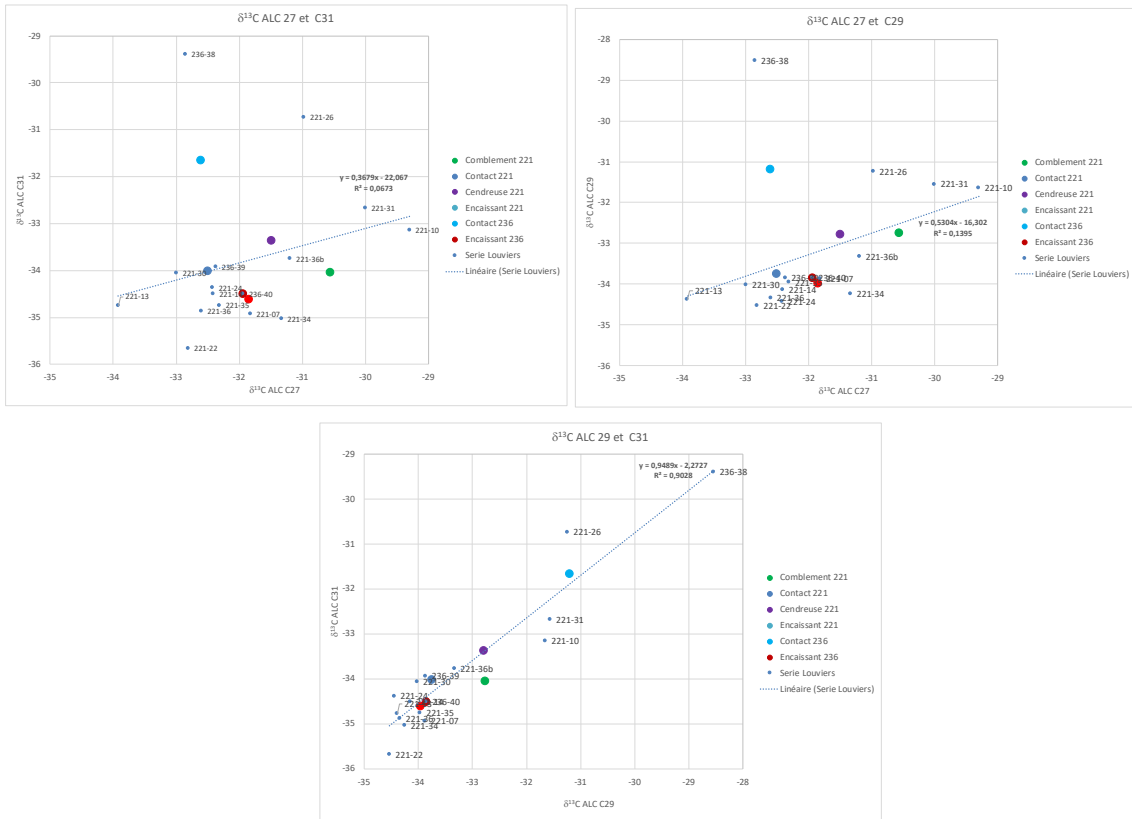 δ¹³C ALC 27 et C31
-29
-30
-31
-32
-33
-34
-35
-36
δ¹³C ALC C31
236-38
221-26
y = 0,3679x - 22,067
R² = 0,0673
221-31
221-10
221-36b
236-39
221-30
221-24
236-40
221-13
221-35
221-36
221-07
221-34
221-22
-35
-34
-33
-32
-31
-30
-29
δ¹³C ALC C27
Comblement 221
Contact 221
Cendreuse 221
Encaissant 221
Contact 236
Encaissant 236
Serie Louviers
Linéaire (Serie Louviers)
δ¹³C ALC 27 et C29
-28
-29
-30
-31
-32
-33
-34
-35
-36
δ¹³C ALC C29
236-38
221-26
221-31
221-10
y = 0,5304x - 16,302
R² = 0,1395
221-36b
236-40
221-07
221-30
221-14
221-13
221-34
221-36
221-24
221-22
-35
-34
-33
-32
-31
-30
-29
δ¹³C ALC C27
Comblement 221
Contact 221
Cendreuse 221
Encaissant 221
Contact 236
Encaissant 236
Serie Louviers
Linéaire (Serie Louviers)
δ¹³C ALC 29 et C31
-29
-30
-31
-32
-33
-34
-35
-36
δ¹³C ALC C31
y = 0,9489x - 2,2727
R² = 0,9028
236-38
221-26
221-31
221-10
221-36b
236-39
221-30
221-24
236-40
221-35
221-36
221-07
221-34
221-22
-35
-34
-33
-32
-31
-30
-29
-28
δ¹³C ALC C29
Comblement 221
Contact 221
Cendreuse 221
Encaissant 221
Contact 236
Encaissant 236
Serie Louviers
Linéaire (Serie Louviers)